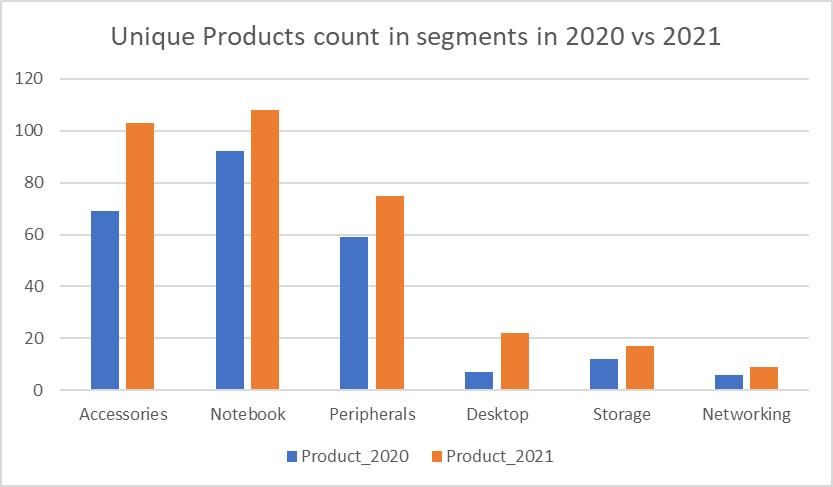 Unique Products count in segments in 2020 vs 2021
120
100
80
60
40
20
0
Accessories Notebook Peripherals Desktop Storage Networking
Product_2020 Product_2021